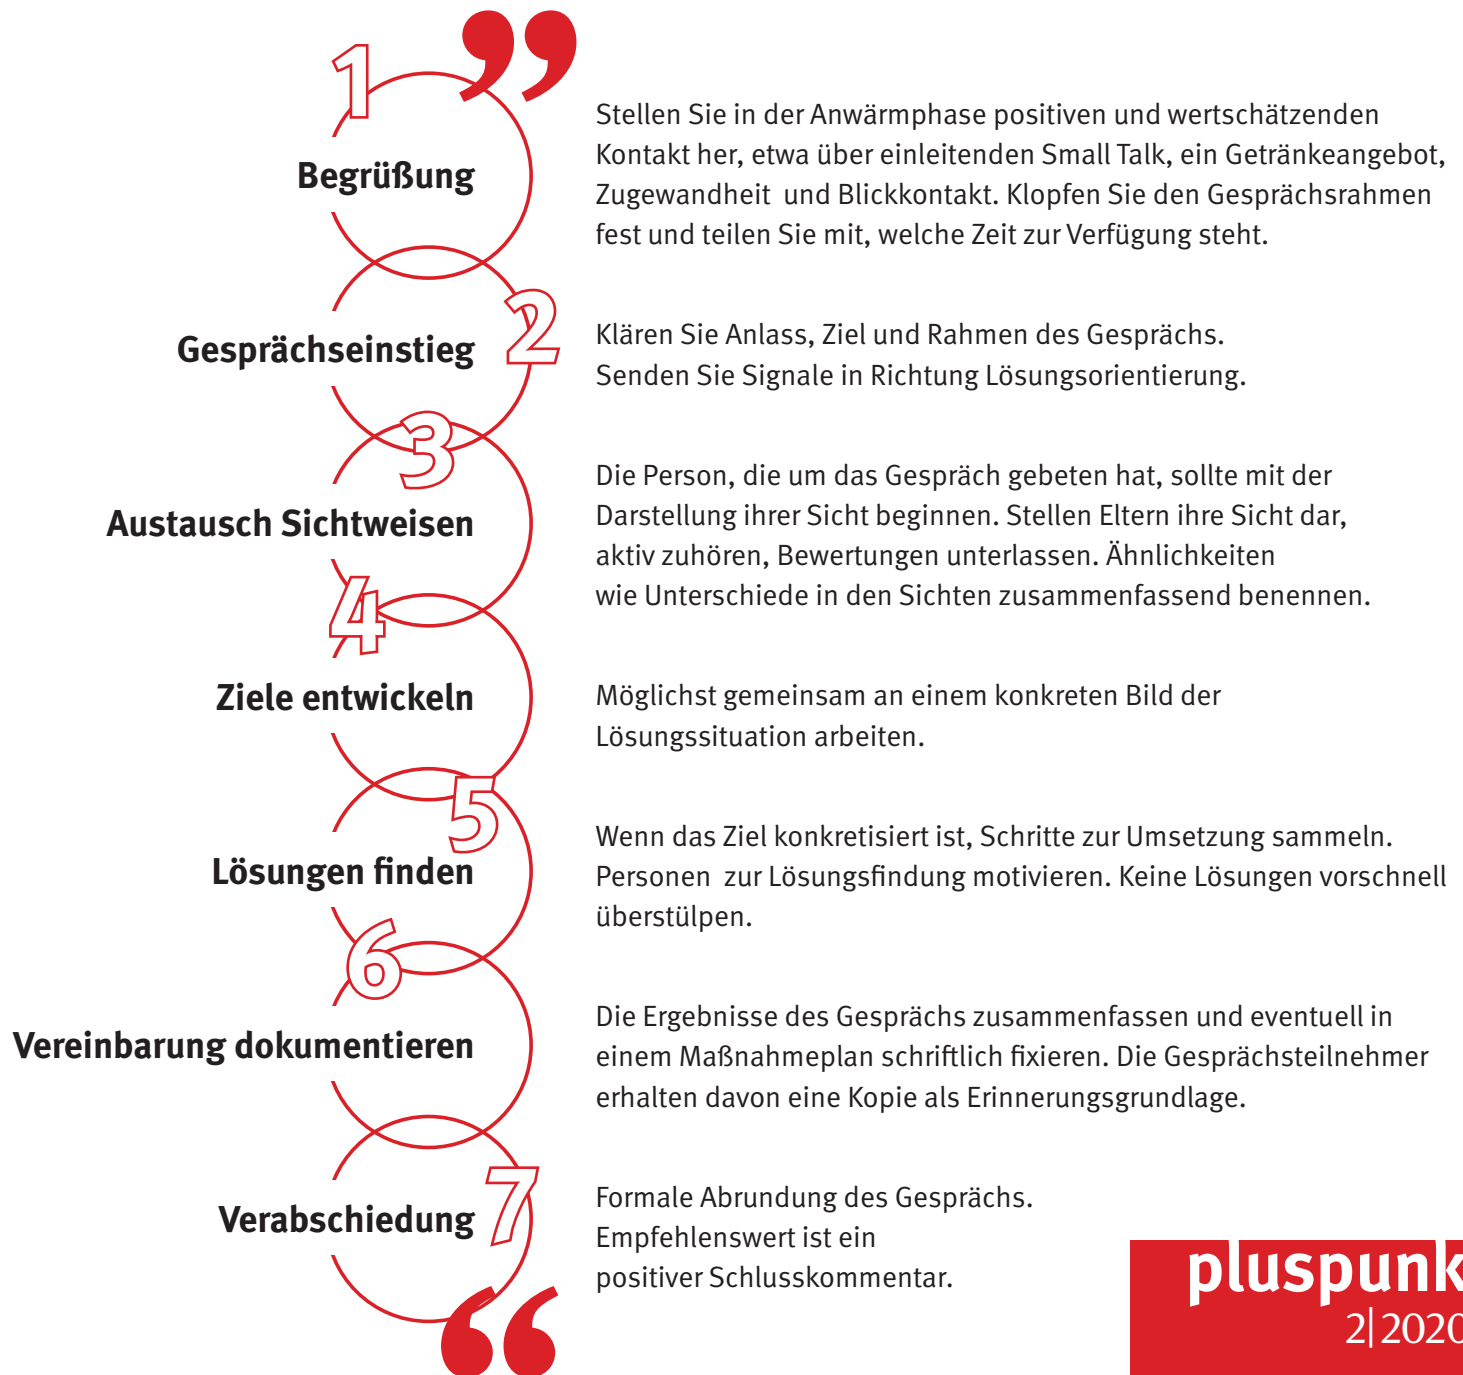 1
Begrüßung
Stellen Sie in der Anwärmphase positiven und wertschätzenden
Kontakt her, etwa über einleitenden Small Talk, ein Getränkeangebot,
Zugewandheit und Blickkontakt. Klopfen Sie den Gesprächsrahmen
fest und teilen Sie mit, welche Zeit zur Verfügung steht.
2
Gesprächseinstieg
Klären Sie Anlass, Ziel und Rahmen des Gesprächs.
Senden Sie Signale in Richtung Lösungsorientierung.
3
Austausch Sichtweisen
Die Person, die um das Gespräch gebeten hat, sollte mit der
Darstellung ihrer Sicht beginnen. Stellen Eltern ihre Sicht dar,
aktiv zuhören, Bewertungen unterlassen. Ähnlichkeiten
wie Unterschiede in den Sichten zusammenfassend benennen.
4
Ziele entwickeln
Möglichst gemeinsam an einem konkreten Bild der
Lösungssituation arbeiten.
5
Lösungen finden
Wenn das Ziel konkretisiert ist, Schritte zur Umsetzung sammeln.
Personen zur Lösungsfindung motivieren. Keine Lösungen vorschnell
überstülpen.
6
Vereinbarung dokumentieren
Die Ergebnisse des Gesprächs zusammenfassen und eventuell in
einem Maßnahmeplan schriftlich fixieren. Die Gesprächsteilnehmer
erhalten davon eine Kopie als Erinnerungsgrundlage.
7
Verabschiedung
Formale Abrundung des Gesprächs.
Empfehlenswert ist ein
positiver Schlusskommentar.
pluspunk
2|2020